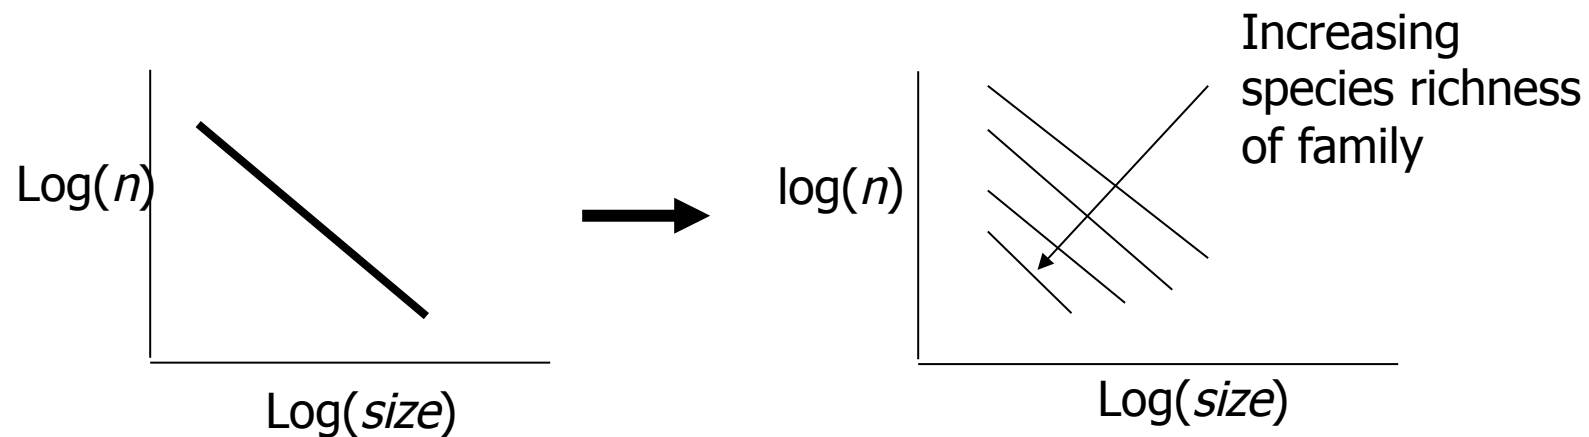 Log(n)
Log(size)
log(n)
Log(size)
Increasing
species richness
of family